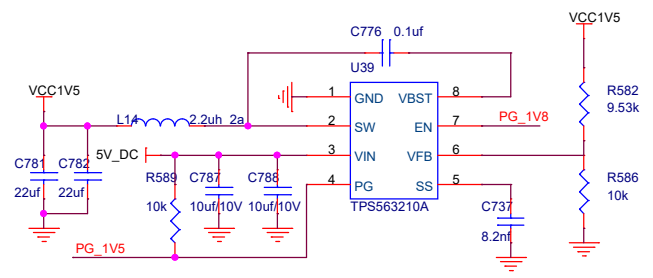 C776 0.1uf
VCC1V5
U39
VCC1V5
1 GND VBST 8
R582
9.53k
L14 2.2uh 2a
2 SW EN 7 PG_1V8
5V_DC
3 VIN VFB 6
C781
22uf
C782
22uf
R589
10k
C787
10uf/10V
C788
10uf/10V
4 PG SS 5
TPS563210A
R586
10k
C737
8.2nf
PG_1V5